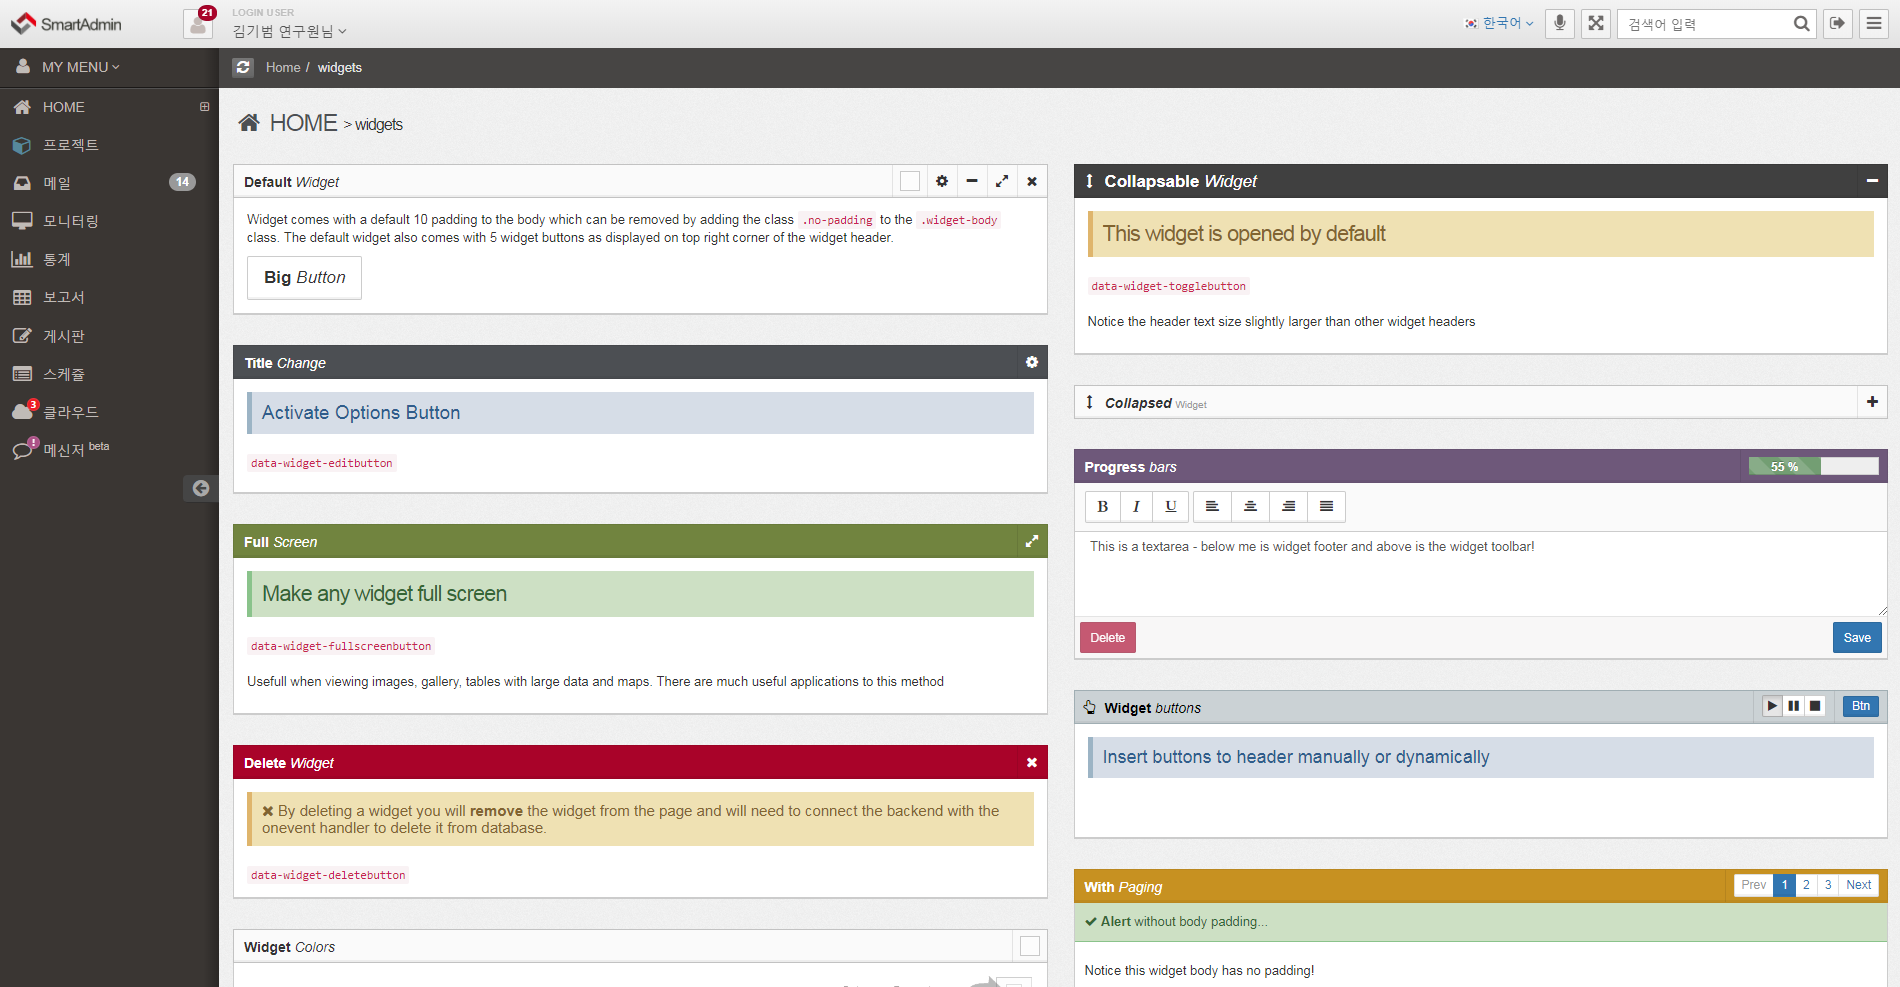 SmartAdmin
21
LOGIN USER
김기범 연구원님
한국어
검색어 입력
MY MENU
Home / widgets
HOME
프로젝트
메일
14
모니터링
통계
보고서
게시판
스케쥴
3
클라우드
!
메신저 beta
HOME > widgets
Default Widget
Widget comes with a default 10 padding to the body which can be removed by adding the class .no-padding to the .widget-body
class. The default widget also comes with 5 widget buttons as displayed on top right corner of the widget header.
Big Button
Title Change
Activate Options Button
data-widget-editbutton
Full Screen
Make any widget full screen
data-widget-fullscreenbutton
Usefull when viewing images, gallery, tables with large data and maps. There are much useful applications to this method
Delete Widget
By deleting a widget you will remove the widget from the page and will need to connect the backend with the
onevent handler to delete it from database.
data-widget-deletebutton
Widget Colors
Collapsable Widget
This widget is opened by default
data-widget-togglebutton
Notice the header text size slightly larger than other widget headers
Collapsed Widget
Progress bars
55 %
B I U
This is a textarea - below me is widget footer and above is the widget toolbar!
Delete
Save
Widget buttons
Btn
Insert buttons to header manually or dynamically
With Paging
Prev 1 2 3 Next
Alert without body padding...
Notice this widget body has no padding!